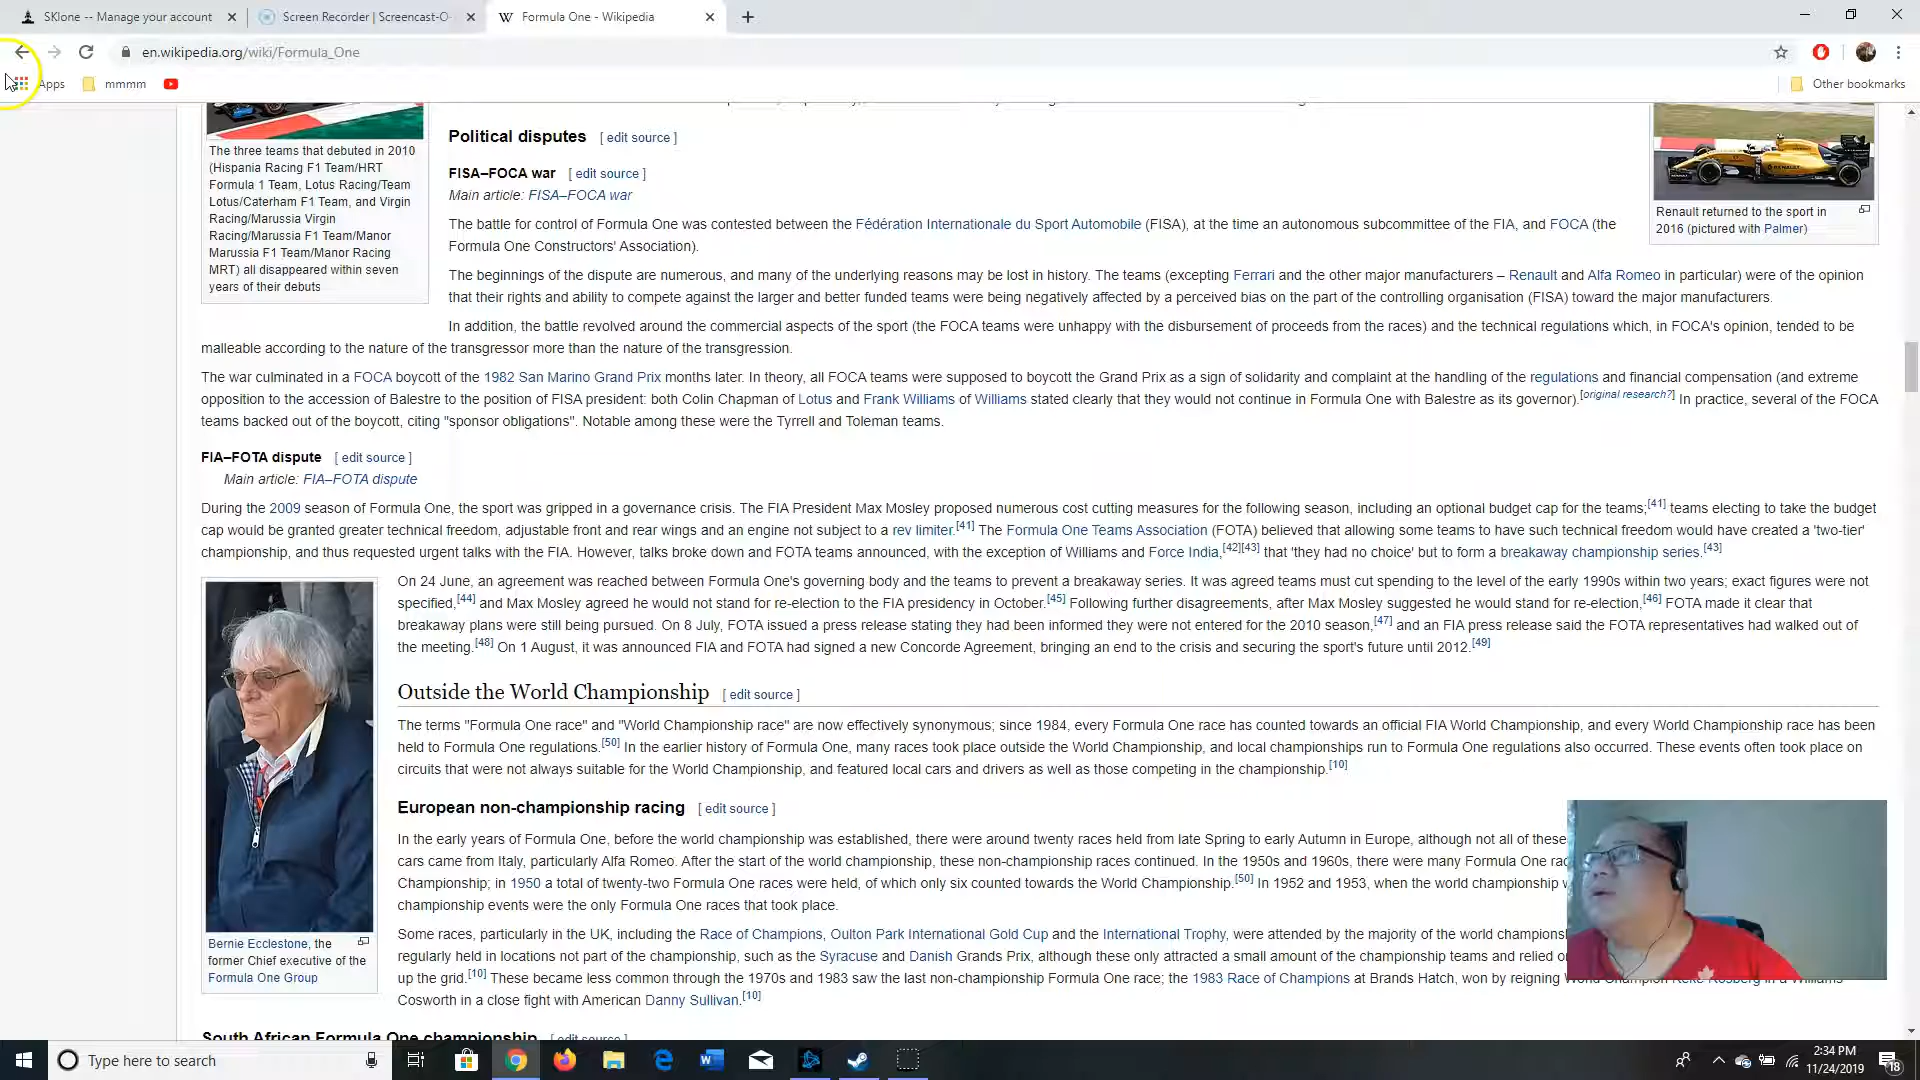 SKlone -- Manage your account
Screen Recorder | Screencast-O
Formula One - Wikipedia
en.wikipedia.org/wiki/Formula_One
Apps
mmmm
Other bookmarks
The three teams that debuted in 2010
(Hispania Racing F1 Team/HRT
Formula 1 Team, Lotus Racing/Team
Lotus/Caterham F1 Team, and Virgin
Racing/Marussia Virgin
Racing/Marussia F1 Team/Manor
Marussia F1 Team/Manor Racing
MRT) all disappeared within seven
years of their debuts
Political disputes [ edit source ]
FISA–FOCA war [ edit source ]
Main article: FISA–FOCA war
The battle for control of Formula One was contested between the Fédération Internationale du Sport Automobile (FISA), at the time an autonomous subcommittee of the FIA, and FOCA (the
Formula One Constructors' Association).
Renault returned to the sport in
2016 (pictured with Palmer)
The beginnings of the dispute are numerous, and many of the underlying reasons may be lost in history. The teams (excepting Ferrari and the other major manufacturers – Renault and Alfa Romeo in particular) were of the opinion
that their rights and ability to compete against the larger and better funded teams were being negatively affected by a perceived bias on the part of the controlling organisation (FISA) toward the major manufacturers.
In addition, the battle revolved around the commercial aspects of the sport (the FOCA teams were unhappy with the disbursement of proceeds from the races) and the technical regulations which, in FOCA's opinion, tended to be
malleable according to the nature of the transgressor more than the nature of the transgression.
The war culminated in a FOCA boycott of the 1982 San Marino Grand Prix months later. In theory, all FOCA teams were supposed to boycott the Grand Prix as a sign of solidarity and complaint at the handling of the regulations and financial compensation (and extreme
opposition to the accession of Balestre to the position of FISA president: both Colin Chapman of Lotus and Frank Williams of Williams stated clearly that they would not continue in Formula One with Balestre as its governor).[original research?] In practice, several of the FOCA
teams backed out of the boycott, citing "sponsor obligations". Notable among these were the Tyrrell and Toleman teams.
FIA–FOTA dispute [ edit source ]
Main article: FIA–FOTA dispute
During the 2009 season of Formula One, the sport was gripped in a governance crisis. The FIA President Max Mosley proposed numerous cost cutting measures for the following season, including an optional budget cap for the teams;[41] teams electing to take the budget
cap would be granted greater technical freedom, adjustable front and rear wings and an engine not subject to a rev limiter.[41] The Formula One Teams Association (FOTA) believed that allowing some teams to have such technical freedom would have created a 'two-tier'
championship, and thus requested urgent talks with the FIA. However, talks broke down and FOTA teams announced, with the exception of Williams and Force India,[42][43] that 'they had no choice' but to form a breakaway championship series.[43]
On 24 June, an agreement was reached between Formula One's governing body and the teams to prevent a breakaway series. It was agreed teams must cut spending to the level of the early 1990s within two years; exact figures were not
specified,[44] and Max Mosley agreed he would not stand for re-election to the FIA presidency in October.[45] Following further disagreements, after Max Mosley suggested he would stand for re-election,[46] FOTA made it clear that
breakaway plans were still being pursued. On 8 July, FOTA issued a press release stating they had been informed they were not entered for the 2010 season,[47] and an FIA press release said the FOTA representatives had walked out of
the meeting.[48] On 1 August, it was announced FIA and FOTA had signed a new Concorde Agreement, bringing an end to the crisis and securing the sport's future until 2012.[49]
Bernie Ecclestone, the
former Chief executive of the
Formula One Group
Outside the World Championship [ edit source ]
The terms "Formula One race" and "World Championship race" are now effectively synonymous; since 1984, every Formula One race has counted towards an official FIA World Championship, and every World Championship race has been
held to Formula One regulations.[50] In the earlier history of Formula One, many races took place outside the World Championship, and local championships run to Formula One regulations also occurred. These events often took place on
circuits that were not always suitable for the World Championship, and featured local cars and drivers as well as those competing in the championship.[10]
European non-championship racing [ edit source ]
In the early years of Formula One, before the world championship was established, there were around twenty races held from late Spring to early Autumn in Europe, although not all of these
cars came from Italy, particularly Alfa Romeo. After the start of the world championship, these non-championship races continued. In the 1950s and 1960s, there were many Formula One rac
Championship; in 1950 a total of twenty-two Formula One races were held, of which only six counted towards the World Championship.[50] In 1952 and 1953, when the world championship
championship events were the only Formula One races that took place.
Some races, particularly in the UK, including the Race of Champions, Oulton Park International Gold Cup and the International Trophy, were attended by the majority of the world champions
regularly held in locations not part of the championship, such as the Syracuse and Danish Grands Prix, although these only attracted a small amount of the championship teams and relied o
up the grid.[10] These became less common through the 1970s and 1983 saw the last non-championship Formula One race; the 1983 Race of Champions at Brands Hatch, won by reigning World Champion Keke Rosberg in a Williams
Cosworth in a close fight with American Danny Sullivan.[10]
South African Formula One championship [ edit source ]
Type here to search
2:34 PM
11/24/2019
18